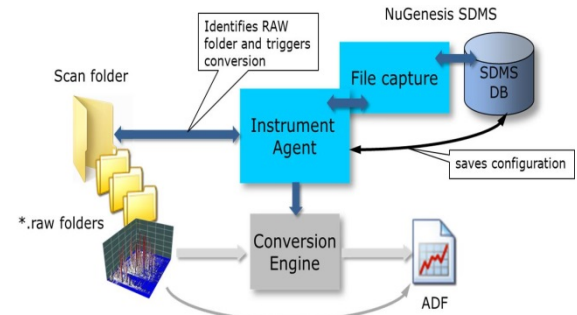 NuGenesis SDMS
Identifies RAW
folder and triggers
conversion
Scan folder
File capture
SDMS
DB
Instrument
Agent
saves configuration
*.raw folders
Conversion
Engine
ADF